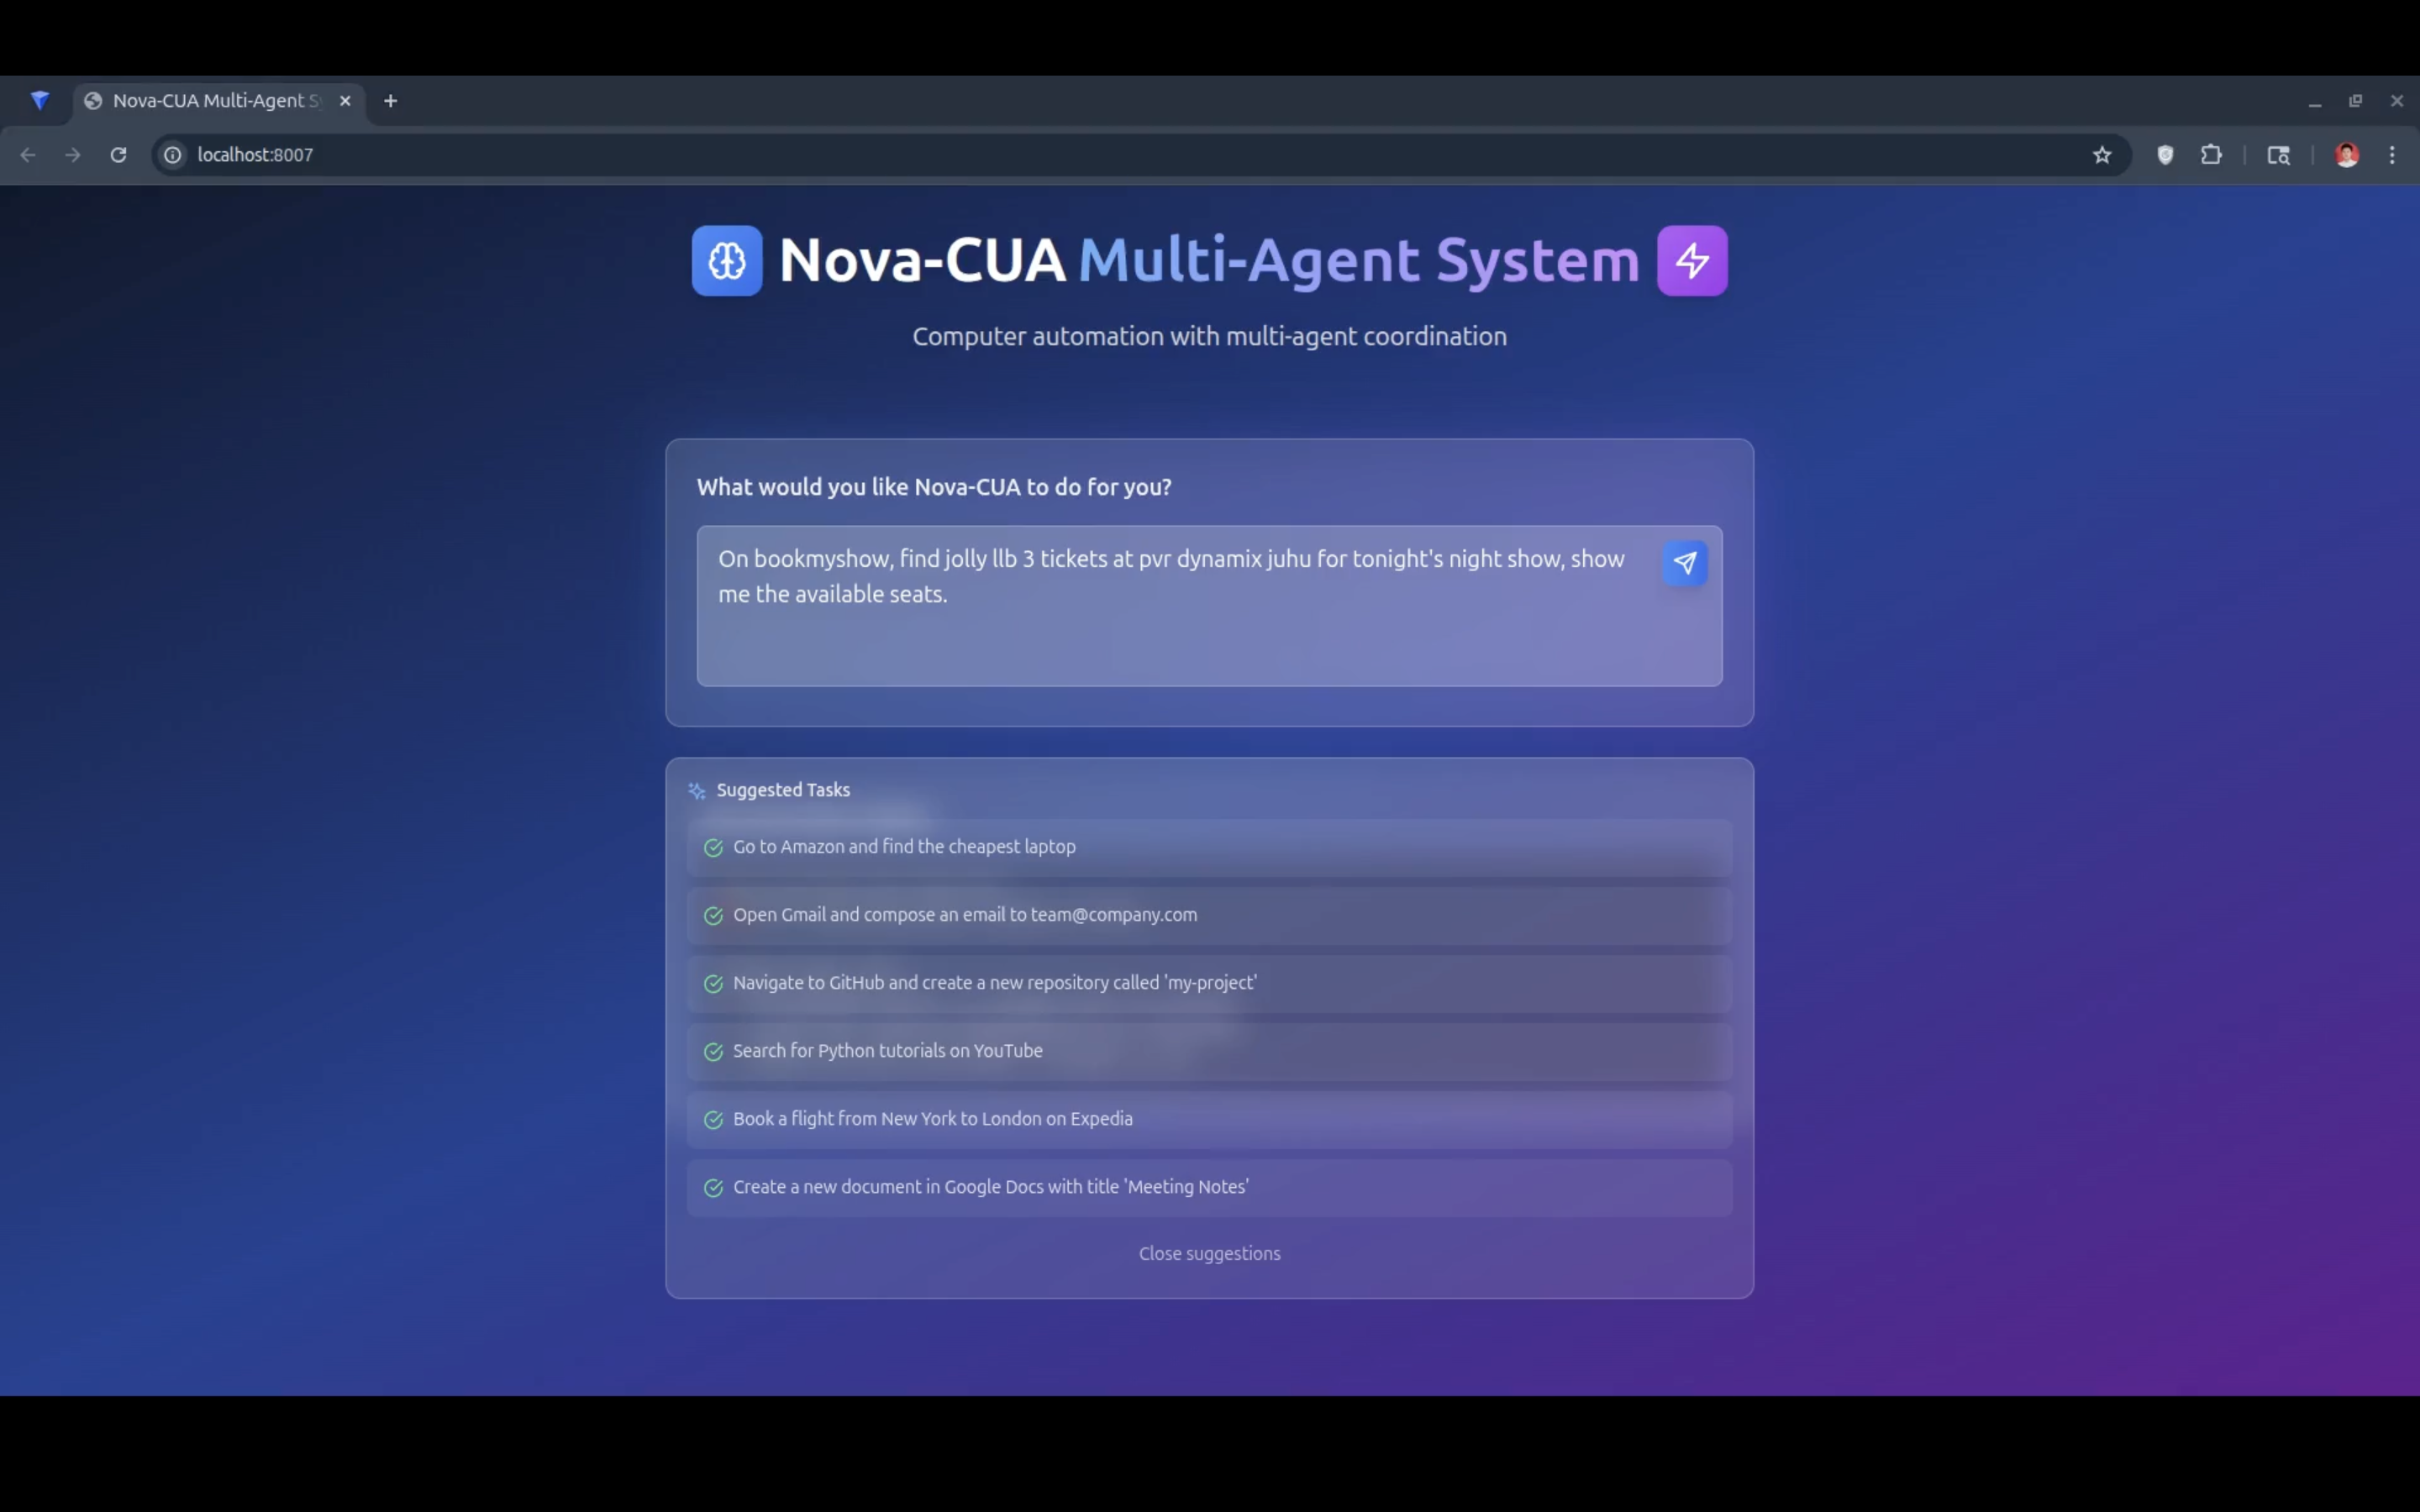 Nova-CUA Multi-Agent S
localhost:8007
Nova-CUA Multi-Agent System
Computer automation with multi-agent coordination
What would you like Nova-CUA to do for you?
On bookmyshow, find jolly llb 3 tickets at pvr dynamix juhu for tonight's night show, show
me the available seats.
Suggested Tasks
Go to Amazon and find the cheapest laptop
Open Gmail and compose an email to team@company.com
Navigate to GitHub and create a new repository called 'my-project'
Search for Python tutorials on YouTube
Book a flight from New York to London on Expedia
Create a new document in Google Docs with title 'Meeting Notes'
Close suggestions